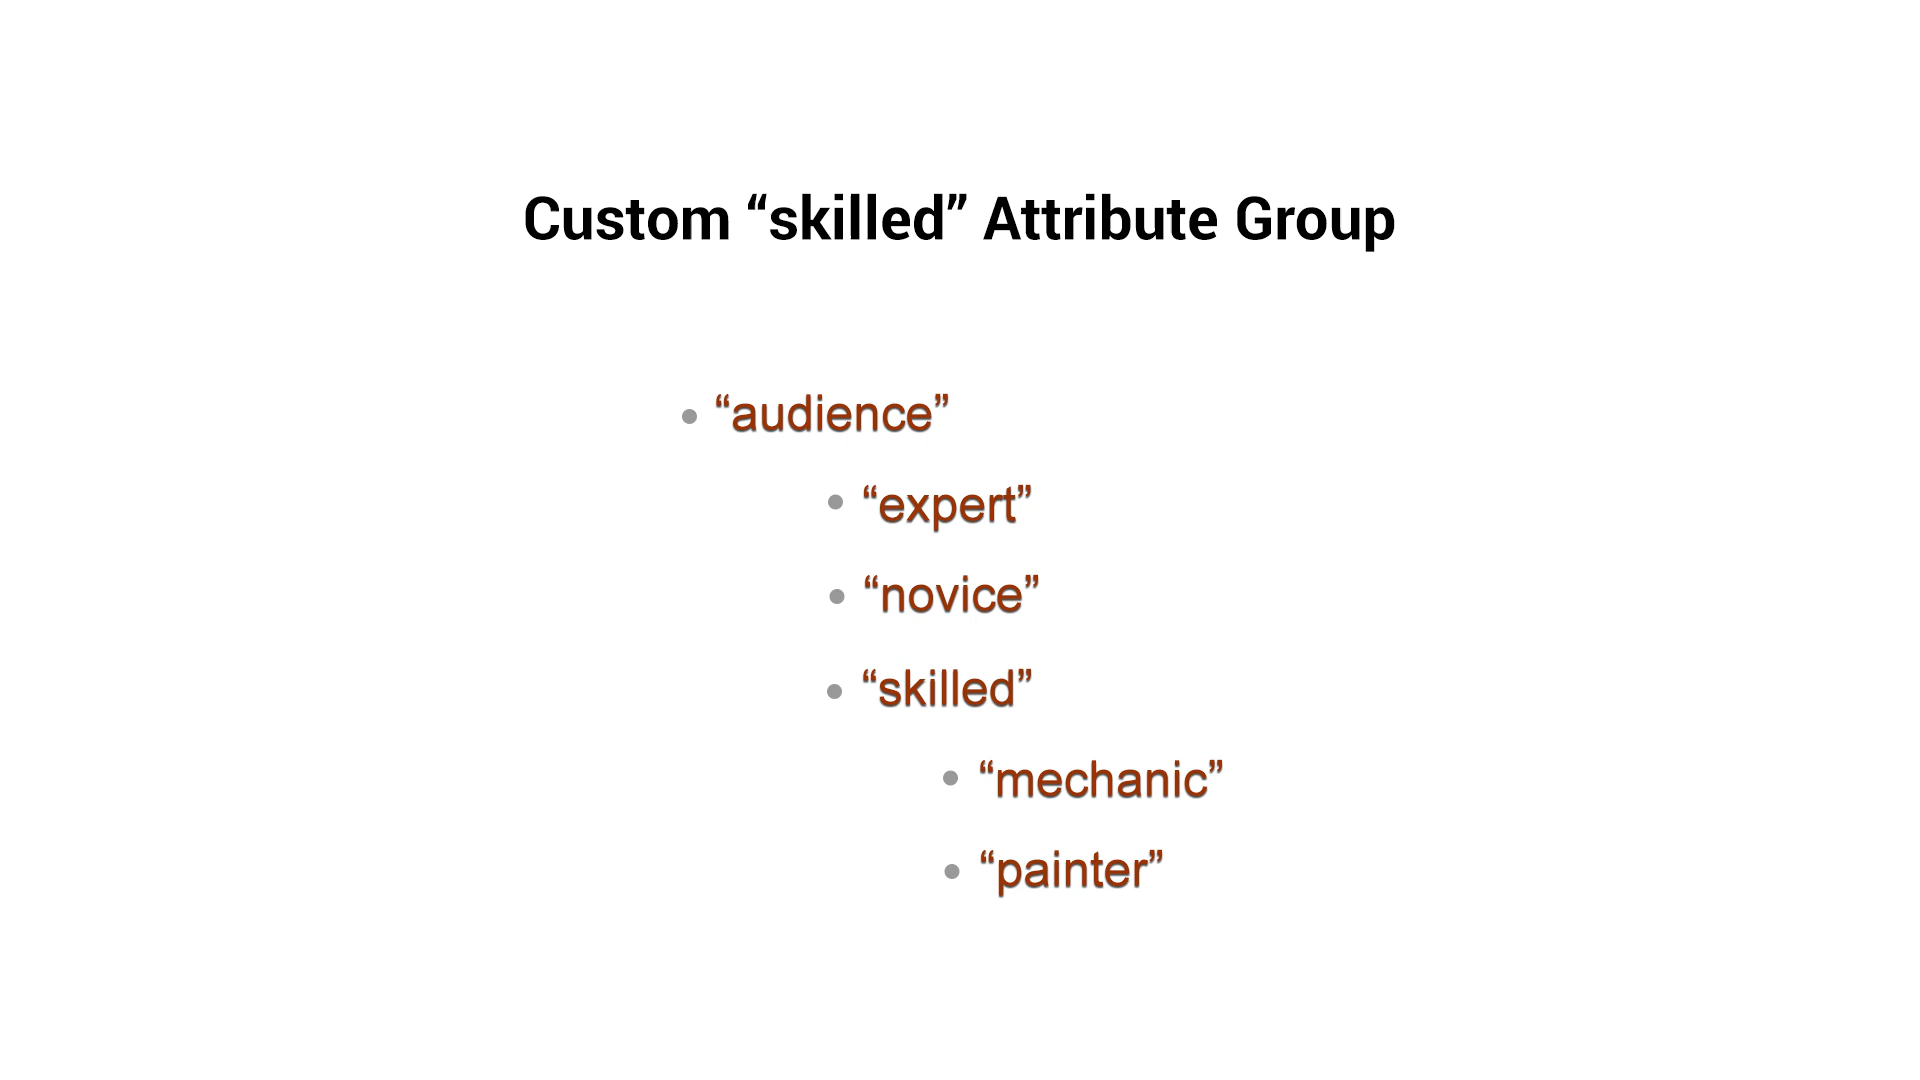 Custom “skilled” Attribute Group
• “audience”
• “expert”
• “novice”
• “skilled”
• “mechanic”
• “painter”